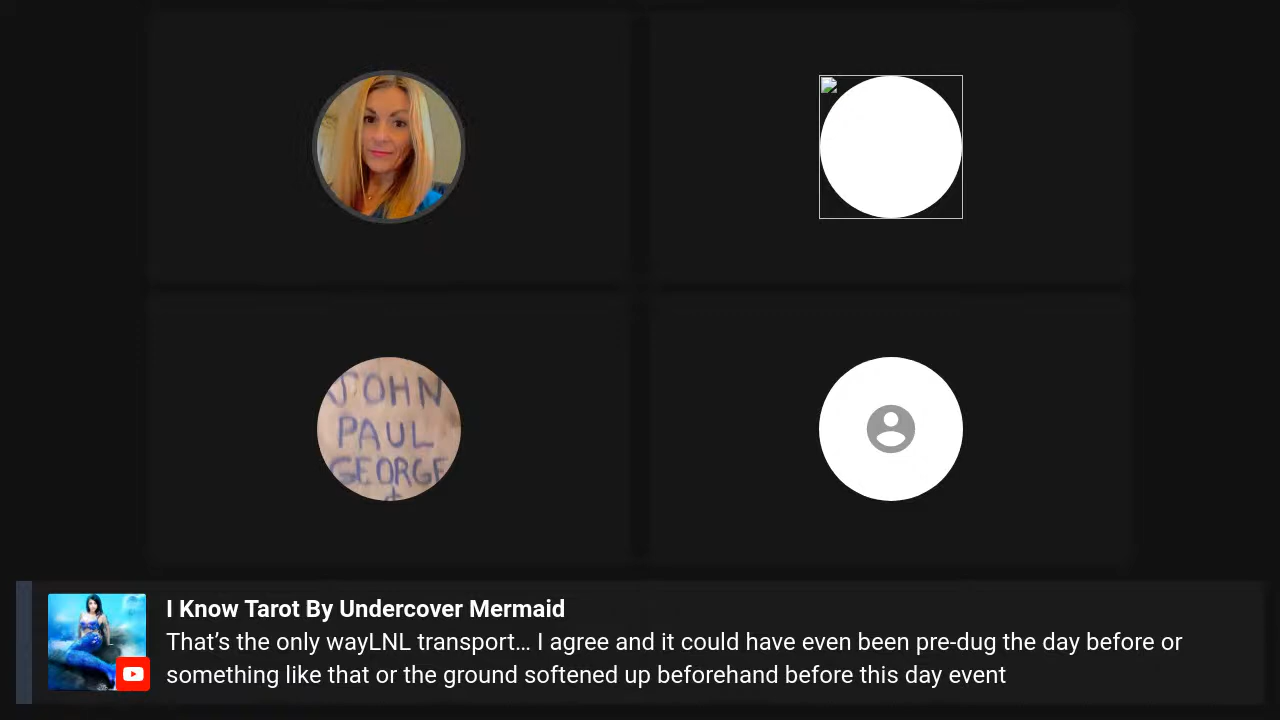 JOHN
PAUL
GEORGE
I Know Tarot By Undercover Mermaid
That’s the only wayLNL transport… I agree and it could have even been pre-dug the day before or
something like that or the ground softened up beforehand before this day event